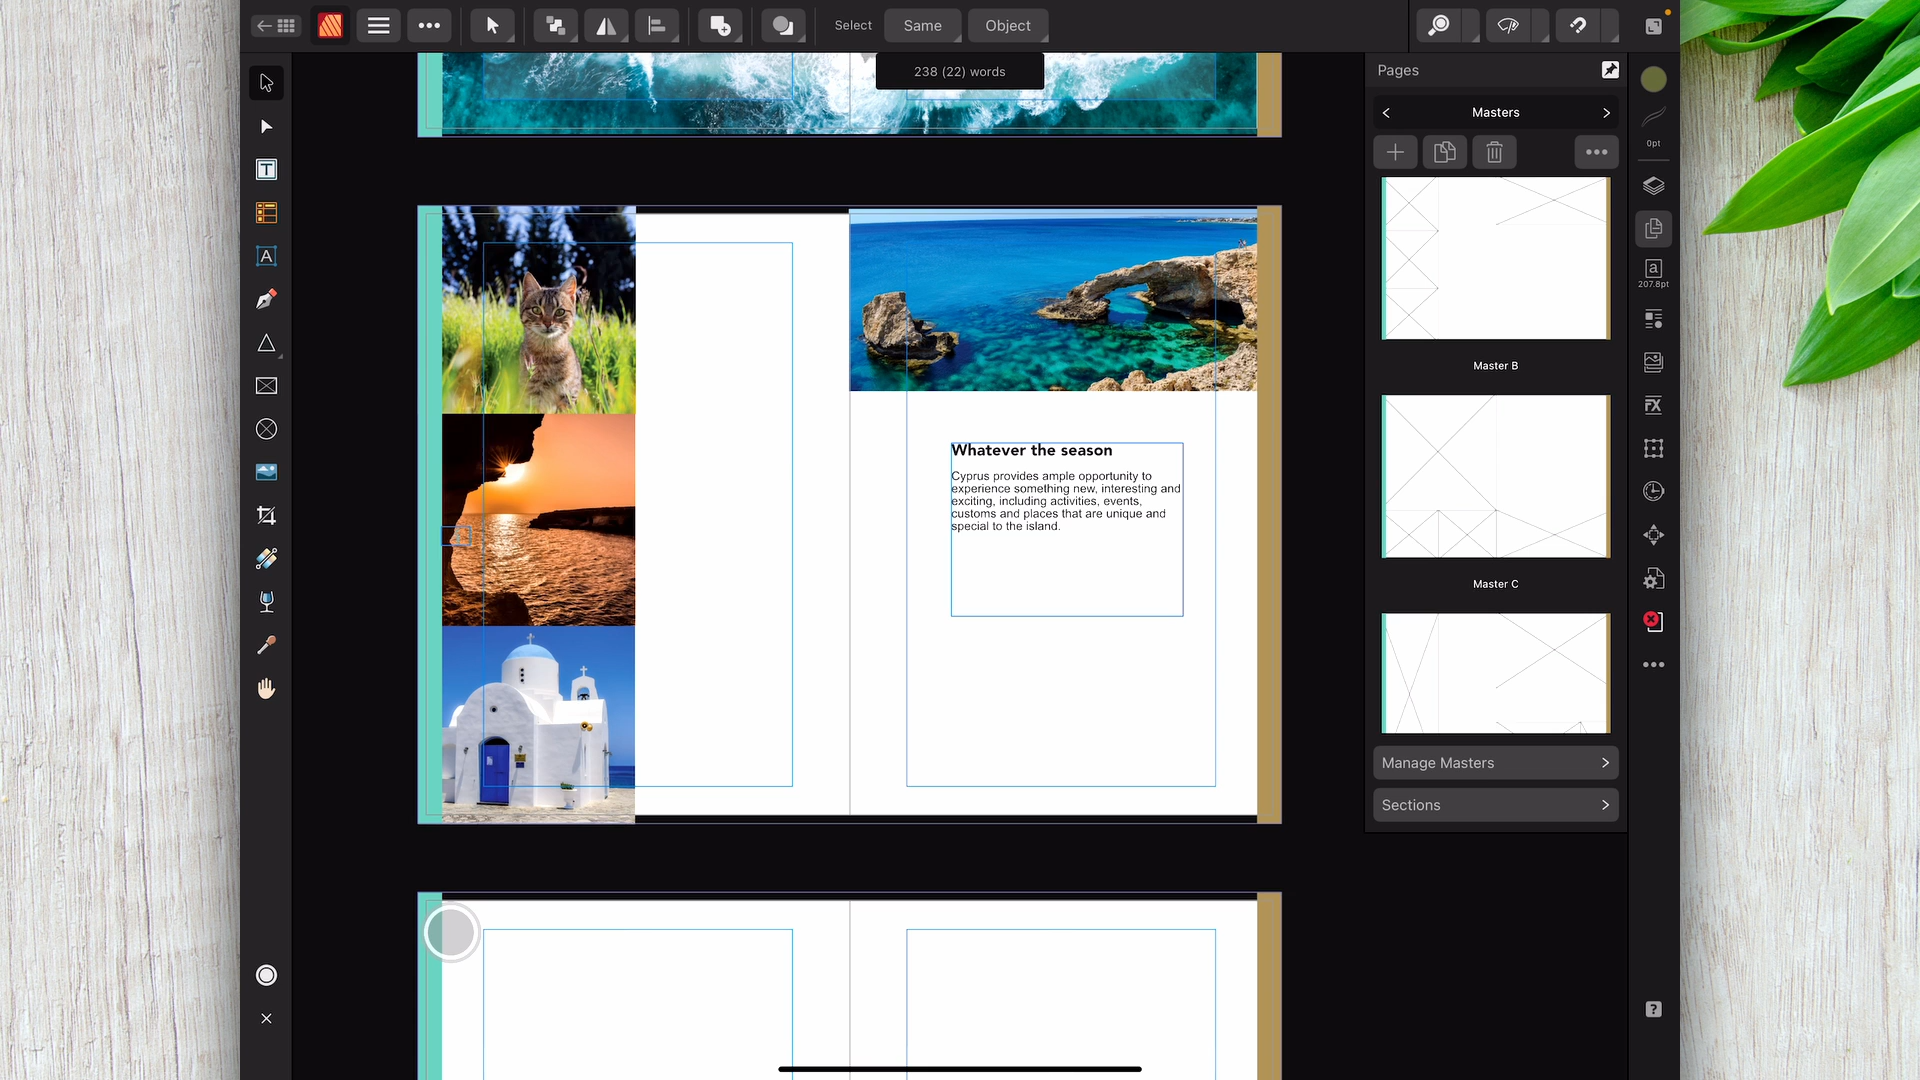 Select
Same
Object
238 (22) words
Pages
Masters
0pt
207.8pt
Master B
Master C
Manage Masters
Sections
Whatever the season
Cyprus provides ample opportunity to
experience something new, interesting and
exciting, including activities, events,
customs and places that are unique and
special to the island.